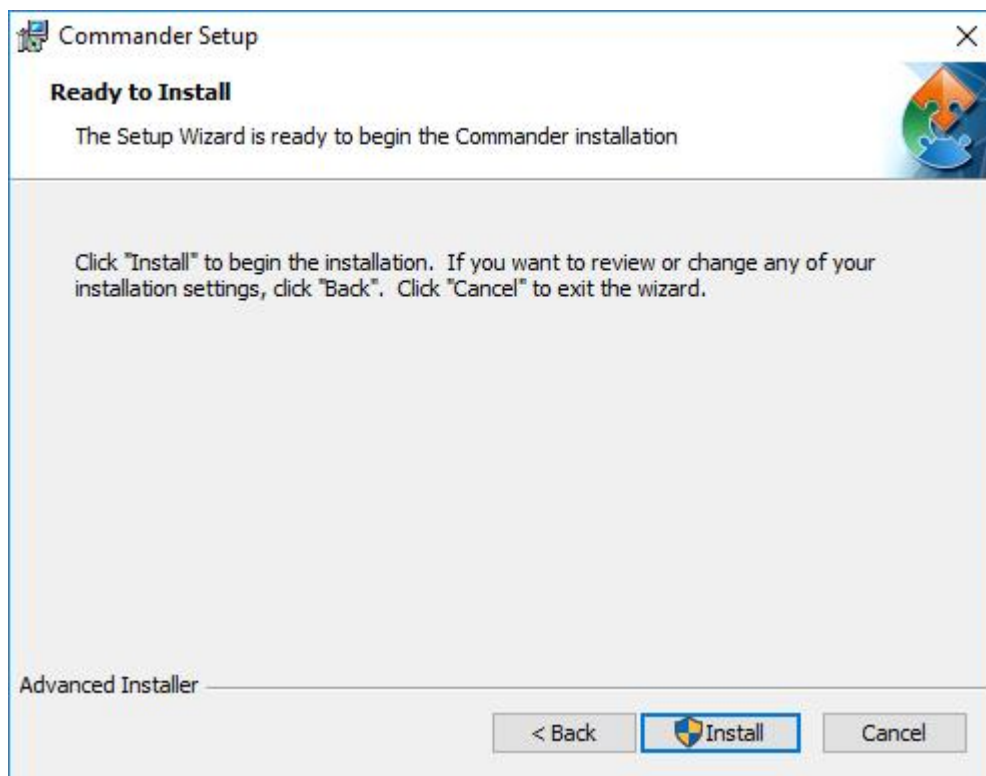 Commander Setup
Ready to Install
The Setup Wizard is ready to begin the Commander installation
Click "Install" to begin the installation.  If you want to review or change any of your
installation settings, click "Back".  Click "Cancel" to exit the wizard.
Advanced Installer
< Back
Install
Cancel